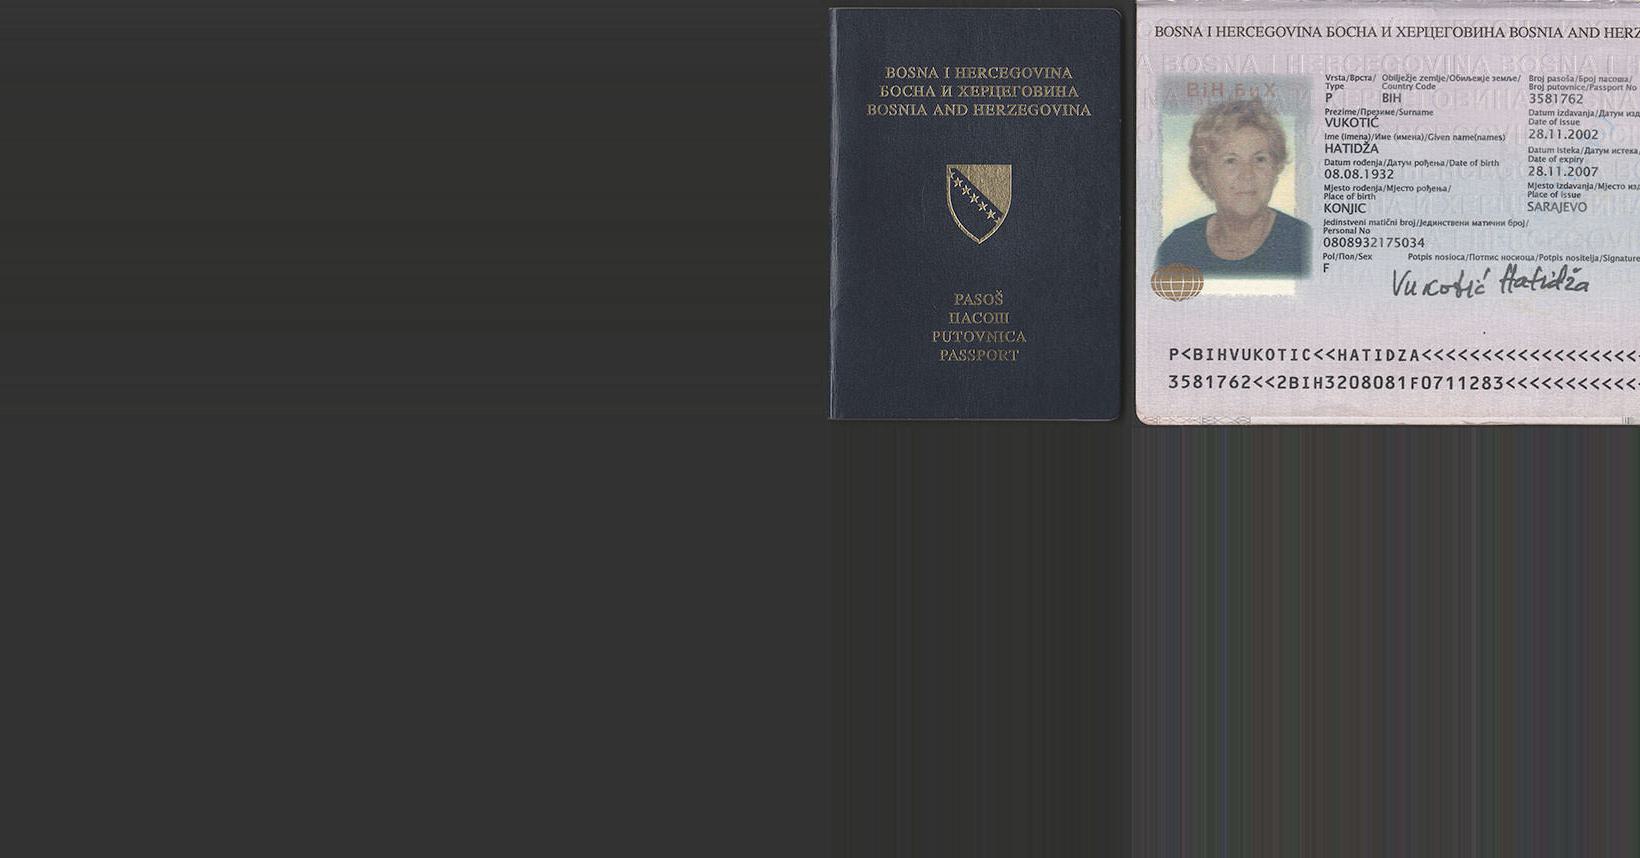 BOSNA I HERCEGOVINA
БОСНА И ХЕРЦЕГОВИНА
BOSNIA AND HERZEGOVINA
PASOŠ
ПАСОШ
PUTOVNICA
PASSPORT
BOSNA I HERCEGOVINA БОСНА И ХЕРЦЕГОВИНА BOSNIA AND HERZ
BiH БиХ
Vrsta/Врста/ Obilježje zemlje/Обиљежје земље/ Broj pasoša/Број пасоша/
Type Country Code Broj putovnice/Passport No
P BIH 3581762
Prezime/Презиме/Surname Datum izdavanja/Датум изд
VUKOTIĆ Date of issue
Ime (imena)/Име (имена)/Given name(names) 28.11.2002
HATIDŽA Datum isteka/Датум истека/
Datum rođenja/Датум рођења/Date of birth Date of expiry
08.08.1932 28.11.2007
Mjesto rođenja/Мјесто рођења/ Mjesto izdavanja/Мјесто изд
Place of birth Place of issue
KONJIC SARAJEVO
Jedinstveni matični broj/Јединствени матични број/
Personal No
0808932175034
Pol/Пол/Sex Potpis nosioca/Потпис носиоца/Potpis nositelja/Signature
F Vukotić Hatidža
P<BIHVUKOTIC<<HATIDZA<<<<<<<<<<<<<<<<<<
3581762<<2BIH3208081F0711283<<<<<<<<<<<